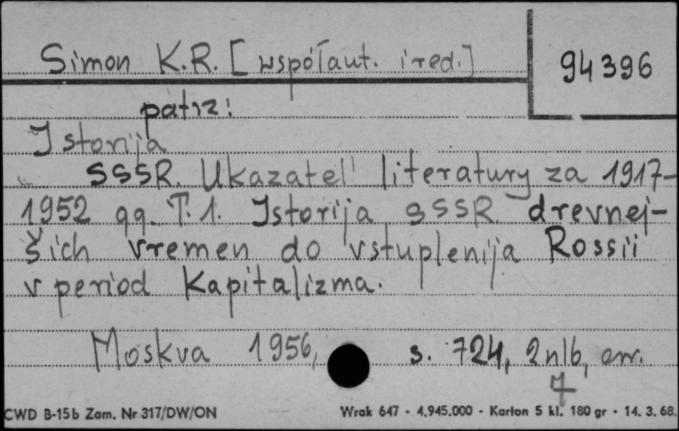 Simon K.R. [współaut. i red.] 94396
patrz:
Istorija
SSSR. Ukazatel' literatury za 1917-
1952 gg. T.1. Istorija SSSR drevnej-
šich vremen do vstuplenija Rossii
v period Kapitalizma.
Moskva 1956, s. 724, 2nlb,
CWD B-15b Zam. Nr 317/DW/ON Wrak 647 - 4.945.000 - Karton 5 kl. 180 gr - 14. 3. 68.